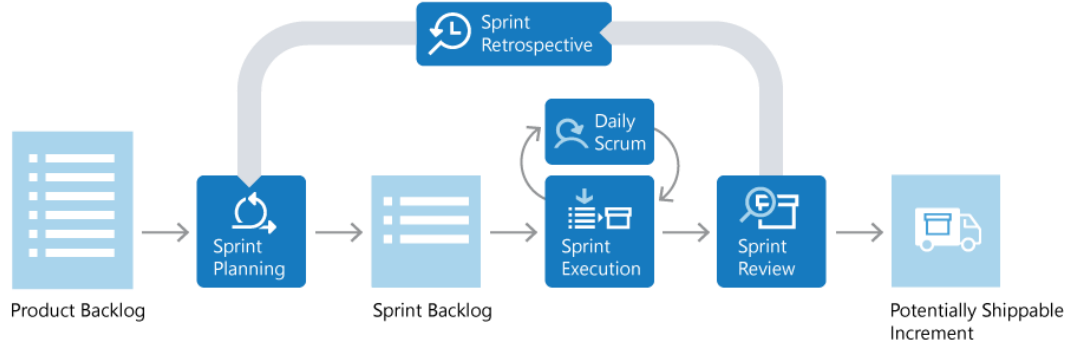 Sprint
Retrospective
Daily
Scrum
Sprint
Planning
Sprint
Execution
Sprint
Review
Product Backlog
Sprint Backlog
Potentially Shippable
Increment